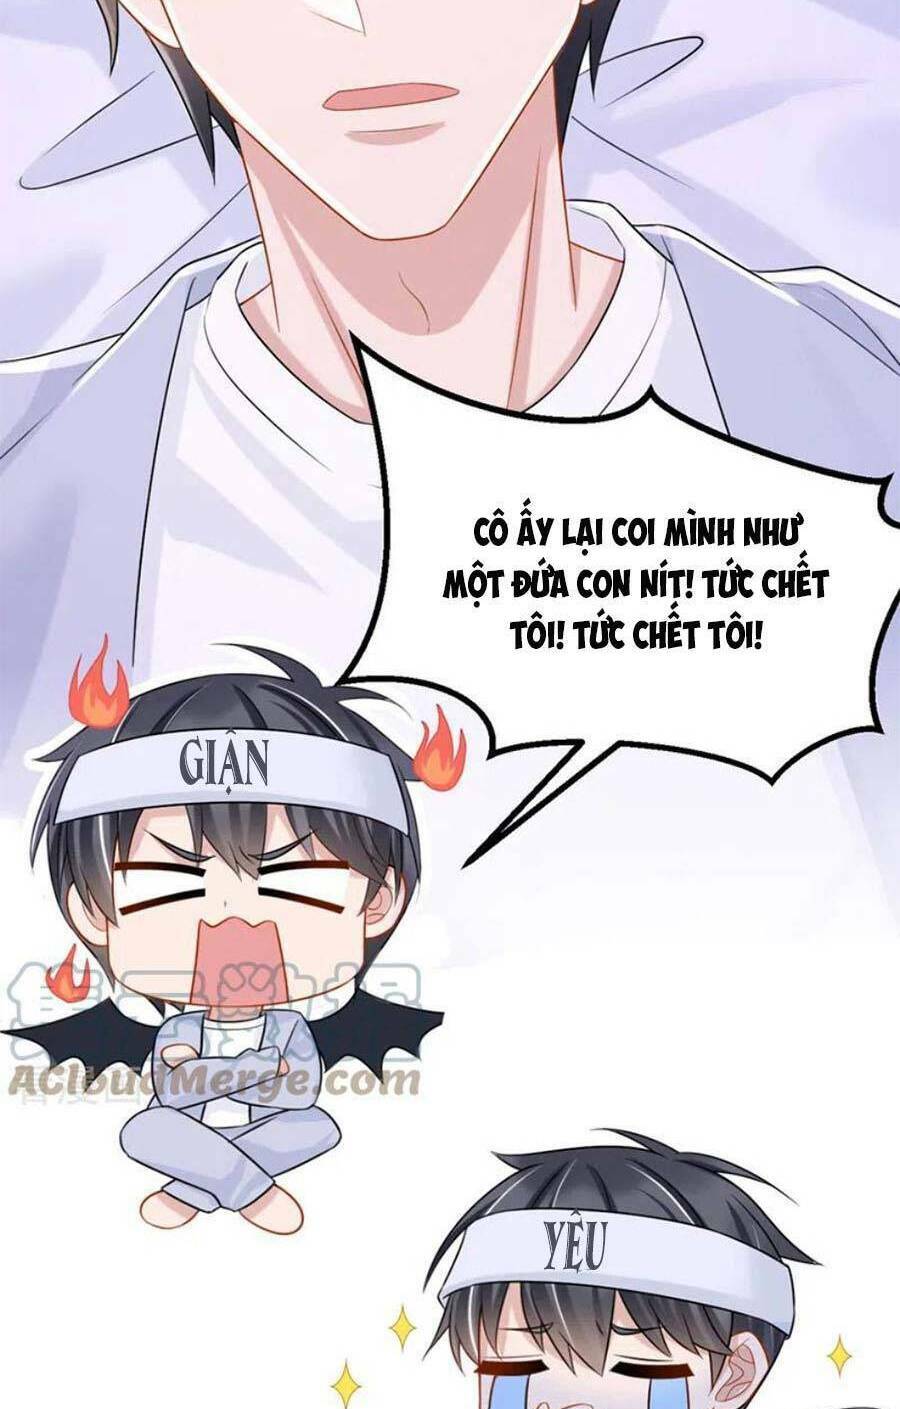 CÔ ẤY LẠI COI MÌNH NHƯ
MỘT ĐỨA CON NÍT! TỨC CHẾT
TÔI! TỨC CHẾT TÔI!
GIẬN
ACloudMerge.com
YÊU